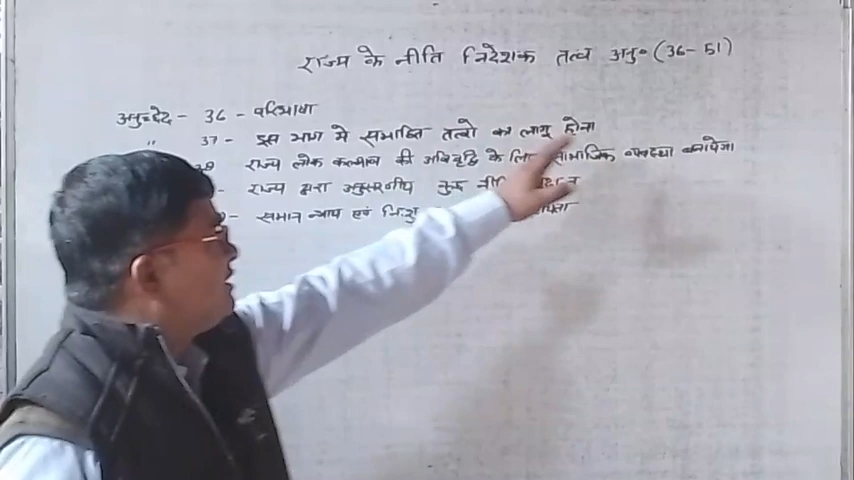 राज्य के नीति निदेशक तत्व अनु० (36-51)
अनुच्छेद - 36 - परिभाषा
" 37 - इस भाग मे समाहित तत्वो का लागू होना
राज्य लोक कल्याण की अभिवृद्धि के लिए सामाजिक व्यवस्था बनायेगा
राज्य द्वारा अनुसरणीय कुछ नीति
समान न्याय एवं नि:शु